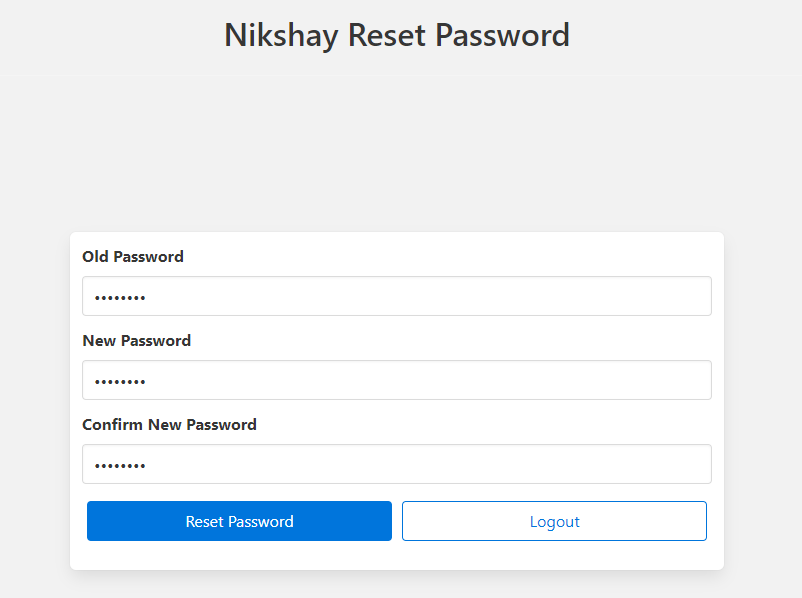 Nikshay Reset Password
Old Password
••••••••
New Password
••••••••
Confirm New Password
••••••••
Reset Password Logout